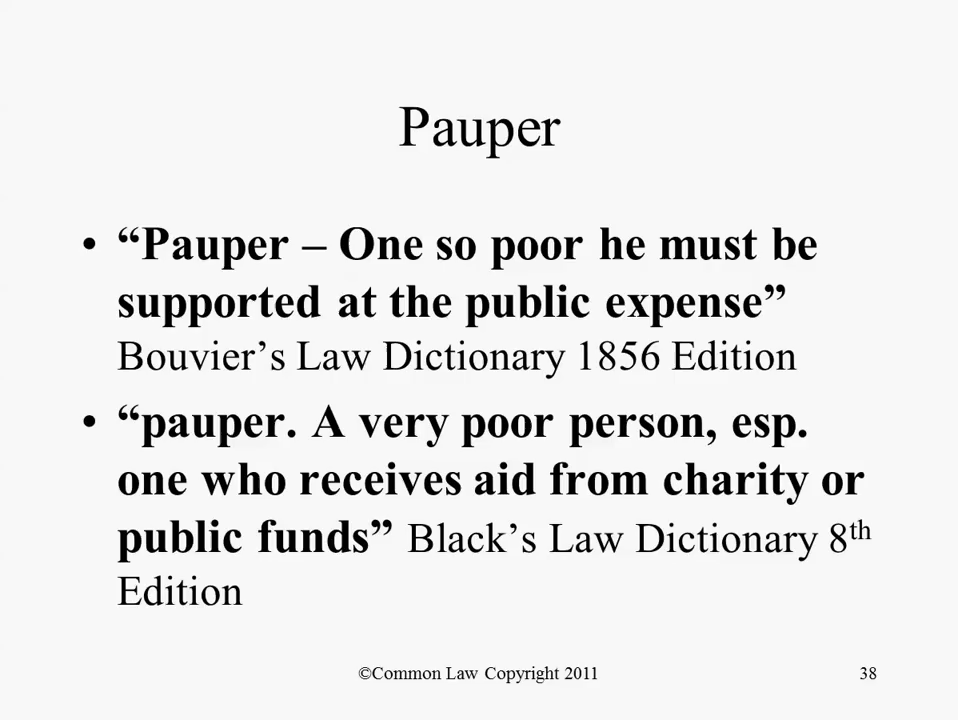 Pauper
• “Pauper – One so poor he must be
supported at the public expense”
Bouvier’s Law Dictionary 1856 Edition
• “pauper. A very poor person, esp.
one who receives aid from charity or
public funds” Black’s Law Dictionary 8th
Edition
©Common Law Copyright 2011
38